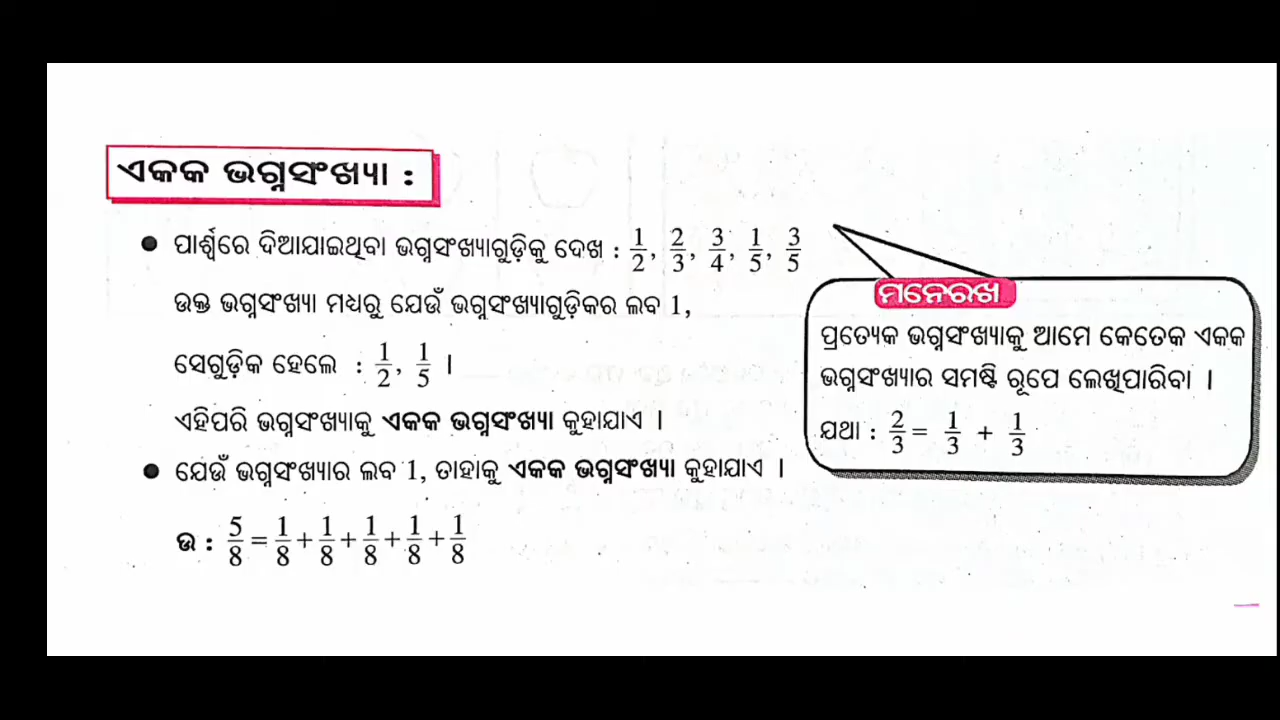 ଏକକ ଭଗ୍ନସଂଖ୍ୟା :
● ପାର୍ଶ୍ୱରେ ଦିଆଯାଇଥିବା ଭଗ୍ନସଂଖ୍ୟାଗୁଡ଼ିକୁ ଦେଖ : 1/2, 2/3, 3/4, 1/5, 3/5
ଉକ୍ତ ଭଗ୍ନସଂଖ୍ୟା ମଧ୍ୟରୁ ଯେଉଁ ଭଗ୍ନସଂଖ୍ୟାଗୁଡ଼ିକର ଲବ 1,
ସେଗୁଡ଼ିକ ହେଲେ : 1/2, 1/5 ।
ଏହିପରି ଭଗ୍ନସଂଖ୍ୟାକୁ ଏକକ ଭଗ୍ନସଂଖ୍ୟା କୁହାଯାଏ ।
● ଯେଉଁ ଭଗ୍ନସଂଖ୍ୟାର ଲବ 1, ତାହାକୁ ଏକକ ଭଗ୍ନସଂଖ୍ୟା କୁହାଯାଏ ।
ଉ : 5/8 = 1/8 + 1/8 + 1/8 + 1/8 + 1/8
ମନେରଖ
ପ୍ରତ୍ୟେକ ଭଗ୍ନସଂଖ୍ୟାକୁ ଆମେ କେତେକ ଏକକ
ଭଗ୍ନସଂଖ୍ୟାର ସମଷ୍ଟି ରୂପେ ଲେଖିପାରିବା ।
ଯଥା : 2/3 = 1/3 + 1/3